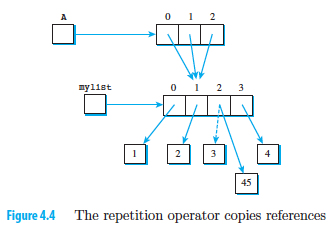 A 0 1 2
mylist 0 1 2 3
1 2 3 4
45
Figure 4.4 The repetition operator copies references